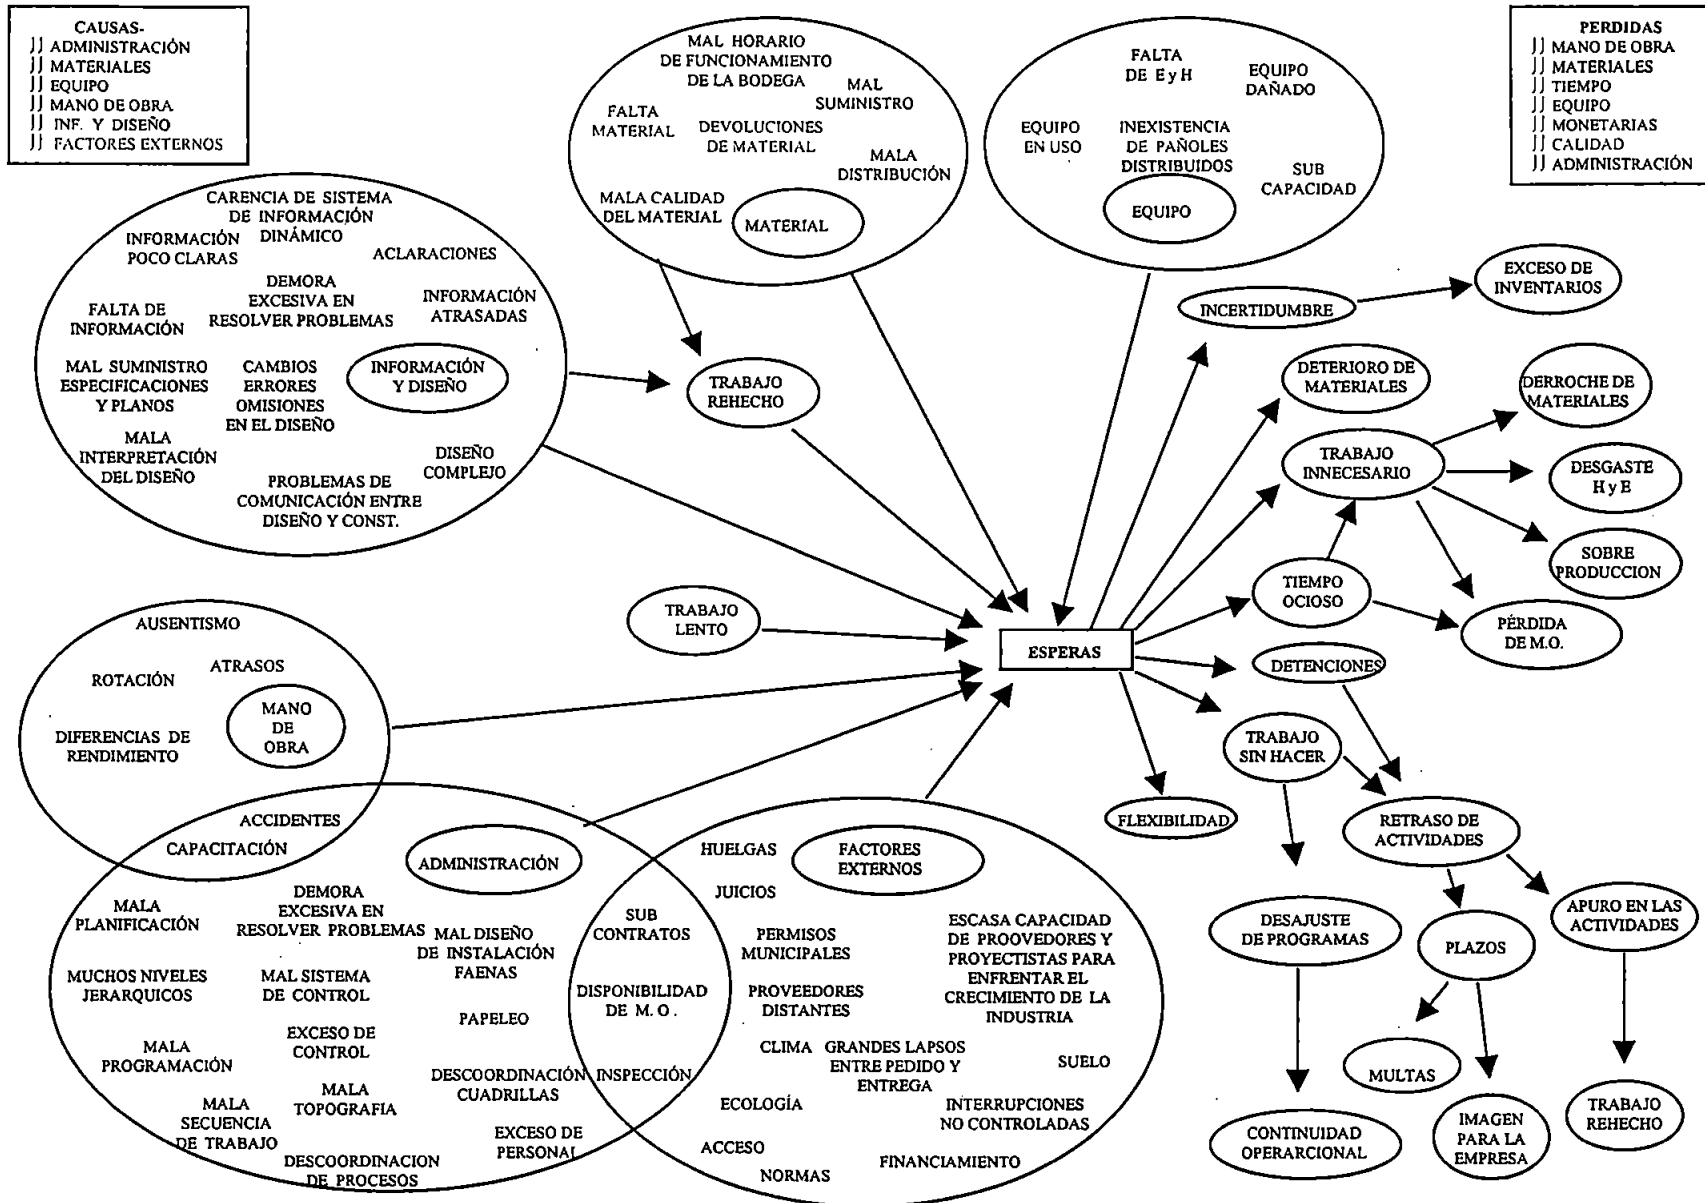 CAUSAS-
⌡⌡ ADMINISTRACIÓN
⌡⌡ MATERIALES
⌡⌡ EQUIPO
⌡⌡ MANO DE OBRA
⌡⌡ INF. Y DISEÑO
⌡⌡ FACTORES EXTERNOS
MAL HORARIO
DE FUNCIONAMIENTO
DE LA BODEGA
MAL
SUMINISTRO
FALTA
MATERIAL
DEVOLUCIONES
DE MATERIAL
MALA
DISTRIBUCIÓN
MALA CALIDAD
DEL MATERIAL
MATERIAL
FALTA
DE E y H
EQUIPO
DAÑADO
EQUIPO
EN USO
INEXISTENCIA
DE PAÑOLES
DISTRIBUIDOS
SUB
CAPACIDAD
EQUIPO
PERDIDAS
⌡⌡ MANO DE OBRA
⌡⌡ MATERIALES
⌡⌡ TIEMPO
⌡⌡ EQUIPO
⌡⌡ MONETARIAS
⌡⌡ CALIDAD
⌡⌡ ADMINISTRACIÓN
CARENCIA DE SISTEMA
DE INFORMACIÓN
DINÁMICO
INFORMACIÓN
POCO CLARAS
ACLARACIONES
DEMORA
EXCESIVA EN
RESOLVER PROBLEMAS
INFORMACIÓN
ATRASADAS
FALTA DE
INFORMACIÓN
MAL SUMINISTRO
ESPECIFICACIONES
Y PLANOS
CAMBIOS
ERRORES
OMISIONES
EN EL DISEÑO
INFORMACIÓN
Y DISEÑO
MALA
INTERPRETACIÓN
DEL DISEÑO
DISEÑO
COMPLEJO
PROBLEMAS DE
COMUNICACIÓN ENTRE
DISEÑO Y CONST.
TRABAJO
REHECHO
TRABAJO
LENTO
ESPERAS
INCERTIDUMBRE
EXCESO DE
INVENTARIOS
DETERIORO DE
MATERIALES
DERROCHE DE
MATERIALES
TRABAJO
INNECESARIO
DESGASTE
H y E
SOBRE
PRODUCCION
TIEMPO
OCIOSO
PÉRDIDA
DE M.O.
DETENCIONES
TRABAJO
SIN HACER
FLEXIBILIDAD
RETRASO DE
ACTIVIDADES
DESAJUSTE
DE PROGRAMAS
PLAZOS
APURO EN LAS
ACTIVIDADES
MULTAS
CONTINUIDAD
OPERARCIONAL
IMAGEN
PARA LA
EMPRESA
TRABAJO
REHECHO
AUSENTISMO
ATRASOS
ROTACIÓN
MANO
DE
OBRA
DIFERENCIAS DE
RENDIMIENTO
ACCIDENTES
CAPACITACIÓN
ADMINISTRACIÓN
MALA
PLANIFICACIÓN
DEMORA
EXCESIVA EN
RESOLVER PROBLEMAS
MAL DISEÑO
DE INSTALACIÓN
FAENAS
MUCHOS NIVELES
JERARQUICOS
MAL SISTEMA
DE CONTROL
PAPELEO
EXCESO DE
CONTROL
MALA
PROGRAMACIÓN
MALA
TOPOGRAFIA
DESCOORDINACIÓN
CUADRILLAS
MALA
SECUENCIA
DE TRABAJO
EXCESO DE
PERSONAL
DESCOORDINACION
DE PROCESOS
SUB
CONTRATOS
DISPONIBILIDAD
DE M. O.
INSPECCIÓN
HUELGAS
FACTORES
EXTERNOS
JUICIOS
PERMISOS
MUNICIPALES
ESCASA CAPACIDAD
DE PROOVEDORES Y
PROYECTISTAS PARA
ENFRENTAR EL
CRECIMIENTO DE LA
INDUSTRIA
PROVEEDORES
DISTANTES
CLIMA
GRANDES LAPSOS
ENTRE PEDIDO Y
ENTREGA
SUELO
ECOLOGÍA
INTERRUPCIONES
NO CONTROLADAS
ACCESO
NORMAS
FINANCIAMIENTO